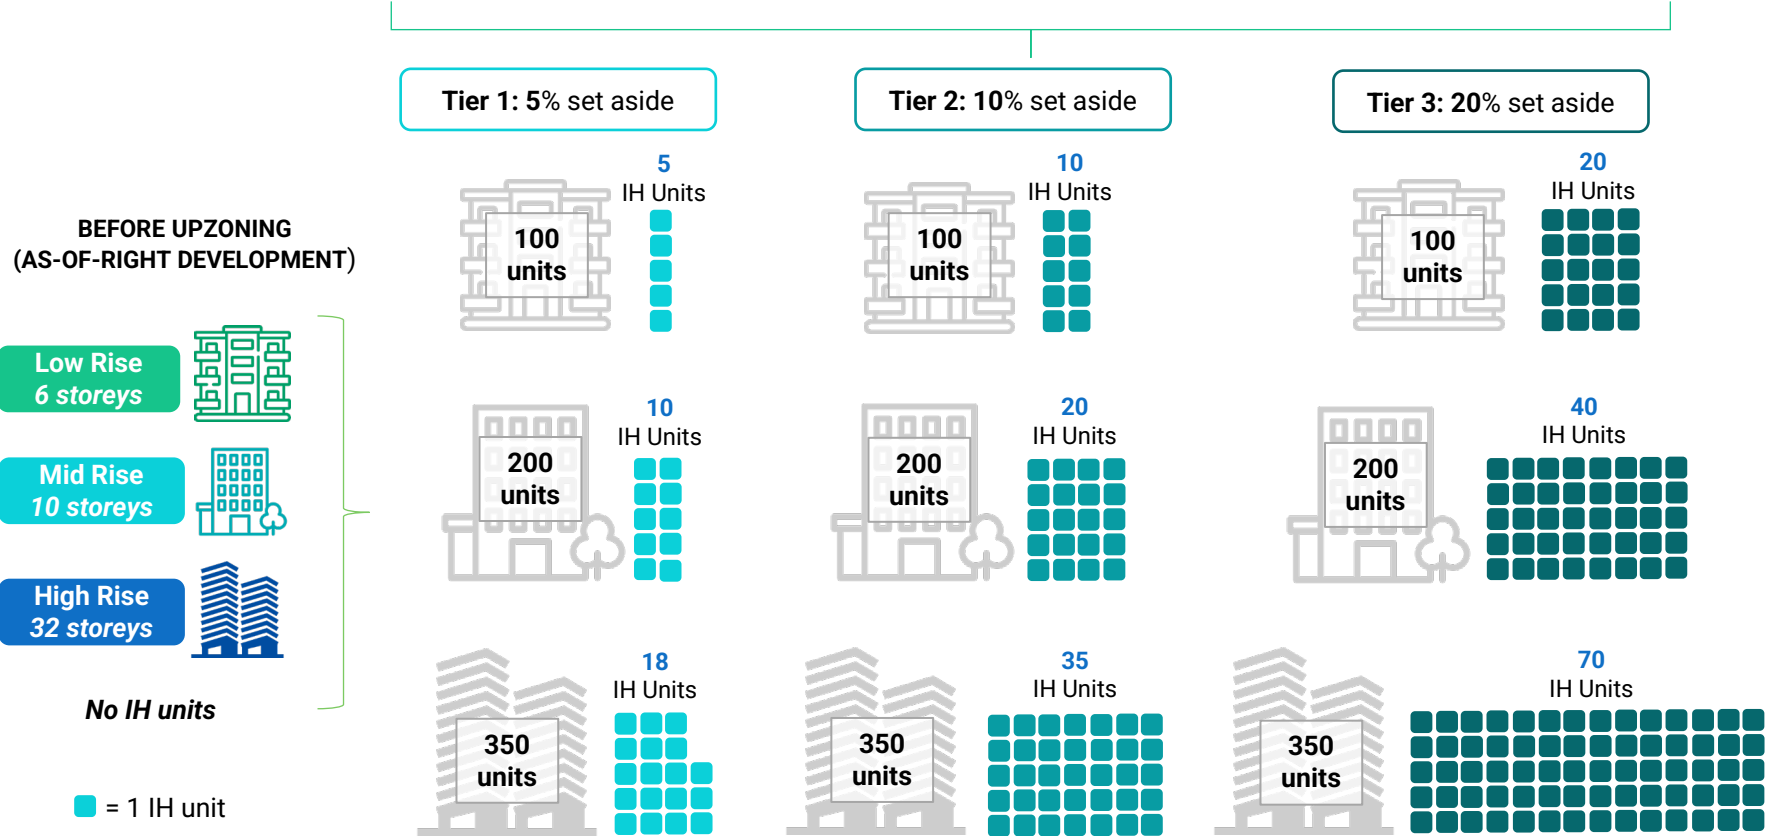 Tier 1: 5% set aside
Tier 2: 10% set aside
Tier 3: 20% set aside
BEFORE UPZONING
(AS-OF-RIGHT DEVELOPMENT)
Low Rise
6 storeys
Mid Rise
10 storeys
High Rise
32 storeys
No IH units
= 1 IH unit
100
units
5
IH Units
100
units
10
IH Units
100
units
20
IH Units
200
units
10
IH Units
200
units
20
IH Units
200
units
40
IH Units
350
units
18
IH Units
350
units
35
IH Units
350
units
70
IH Units